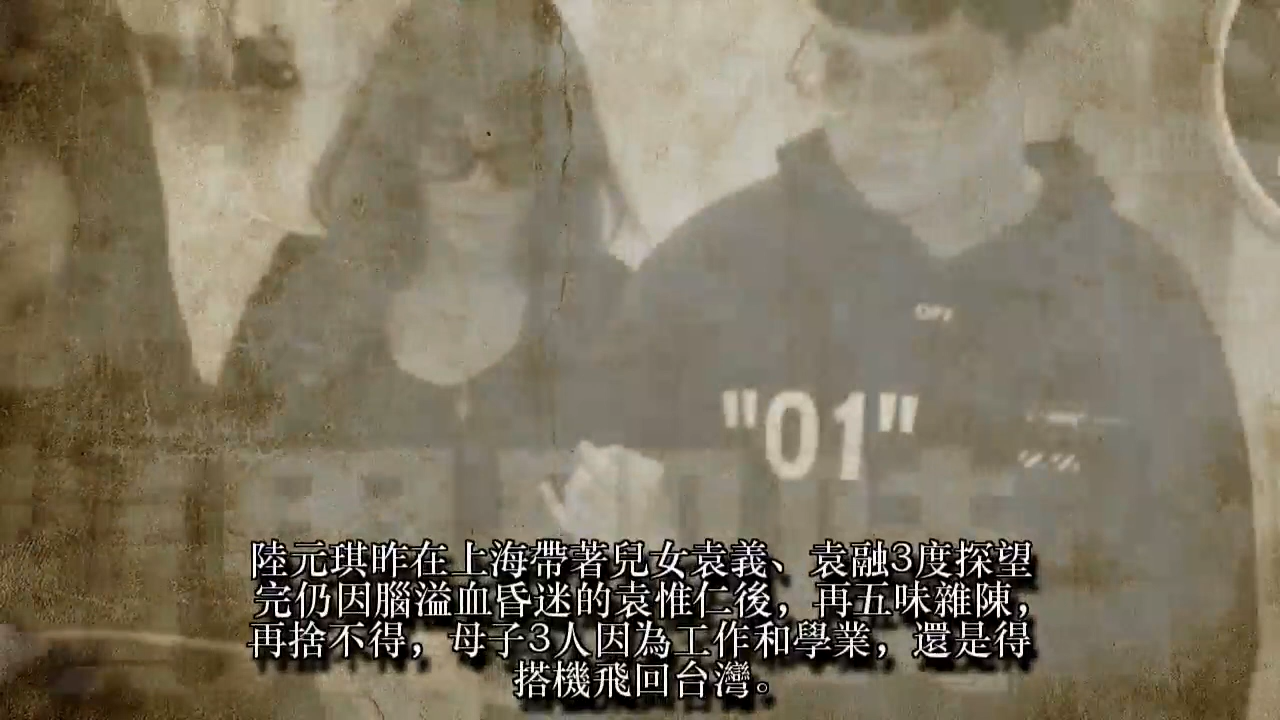 "01"
陸元琪昨在上海帶著兒女袁義、袁融3度探望
完仍因腦溢血昏迷的袁惟仁後，再五味雜陳，
再捨不得，母子3人因為工作和學業，還是得
搭機飛回台灣。